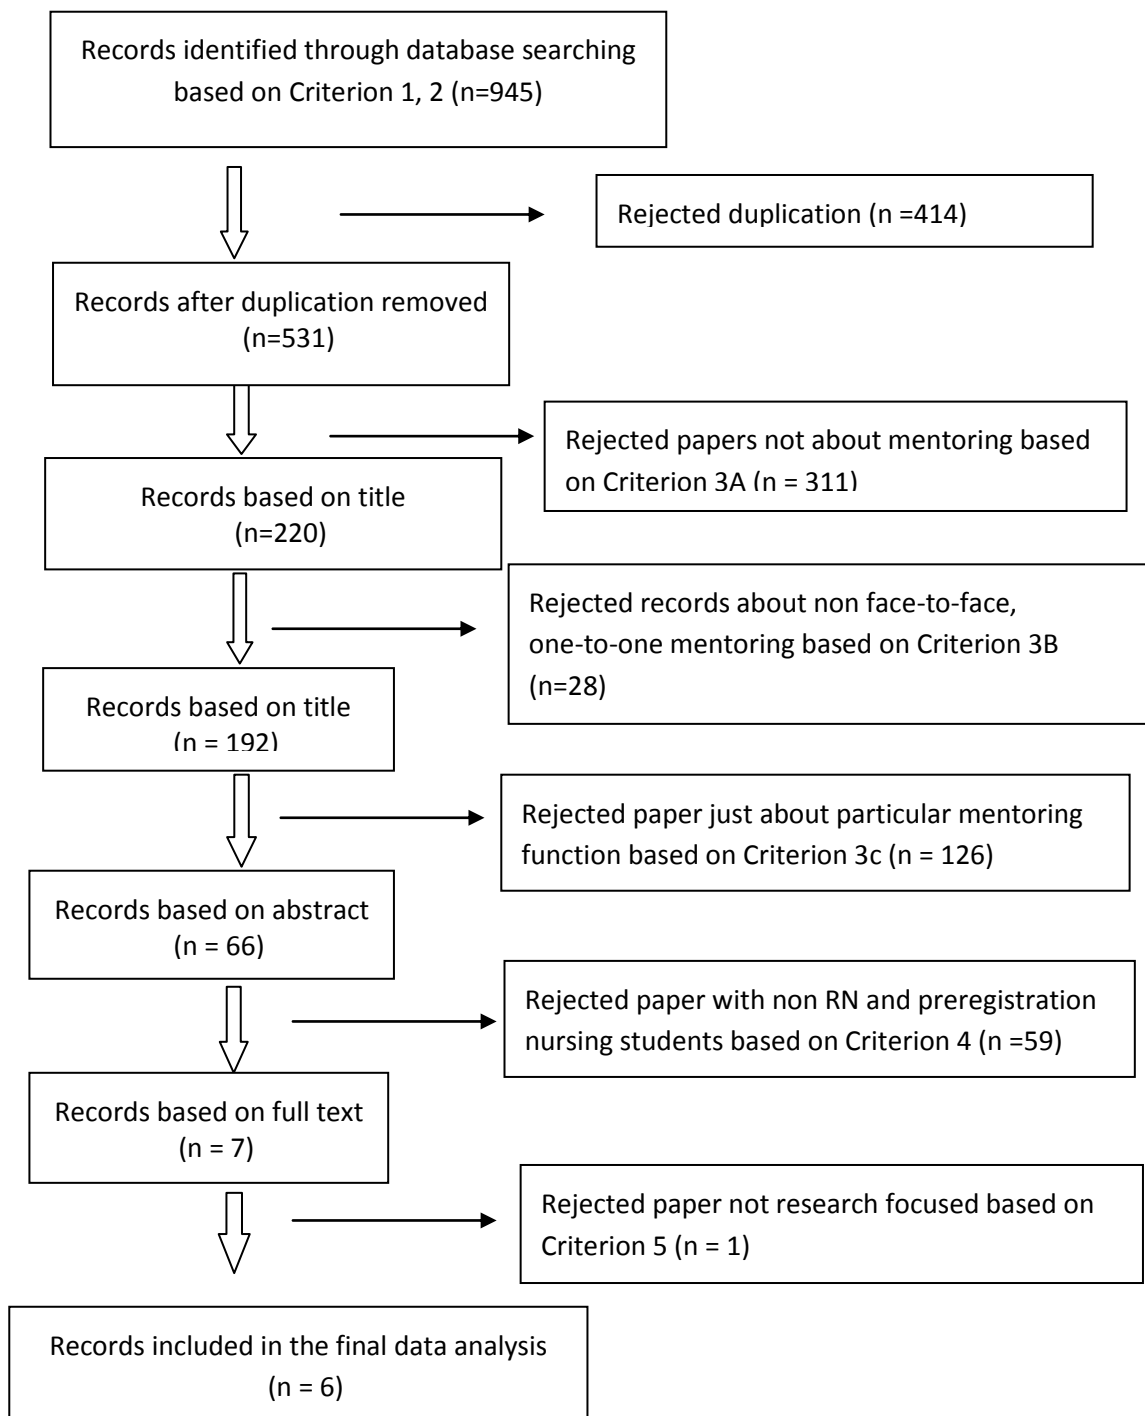 Records identified through database searching
based on Criterion 1, 2 (n=945)
Rejected duplication (n =414)
Records after duplication removed
(n=531)
Rejected papers not about mentoring based
on Criterion 3A (n = 311)
Records based on title
(n=220)
Rejected records about non face-to-face,
one-to-one mentoring based on Criterion 3B
(n=28)
Records based on title
(n = 192)
Rejected paper just about particular mentoring
function based on Criterion 3c (n = 126)
Records based on abstract
(n = 66)
Rejected paper with non RN and preregistration
nursing students based on Criterion 4 (n =59)
Records based on full text
(n = 7)
Rejected paper not research focused based on
Criterion 5 (n = 1)
Records included in the final data analysis
(n = 6)